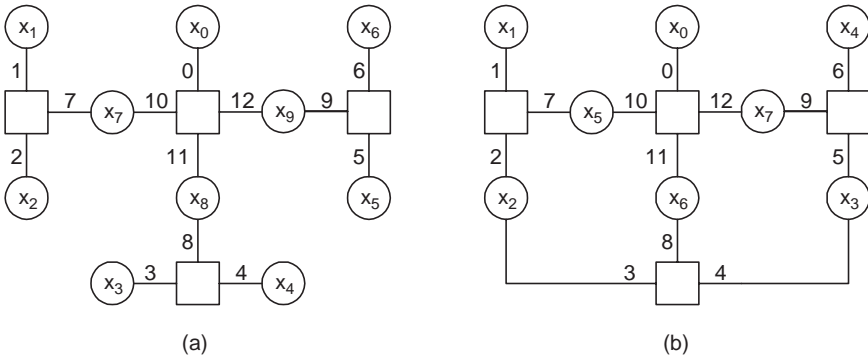 x₁ x₀ x₆ x₁ x₀ x₄
1 0 6 1 0 6
7 x₇ 10 12 x₉ 9 7 x₅ 10 12 x₇ 9
2 11 5 2 11 5
x₂ x₈ x₅ x₂ x₆ x₃
8 8
x₃ 3 4 x₄ 3 4
(a) (b)